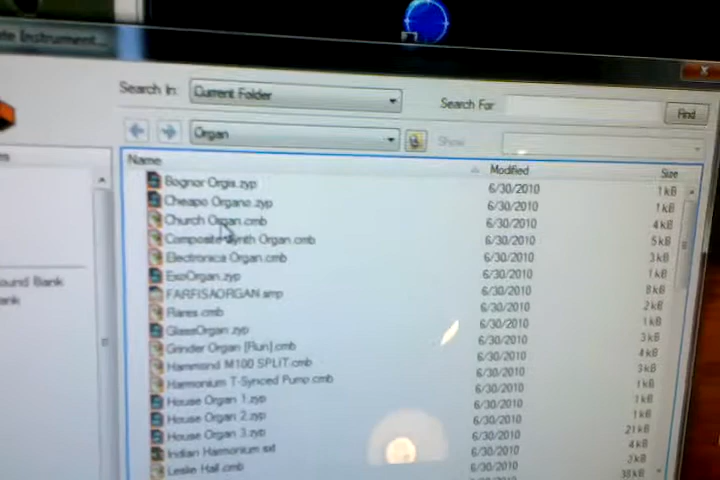 te Instrument...
Search In: Current Folder Search For Find
Organ Show
Name Modified Size
Bognor Orgis.zyp 6/30/2010 1 kB
Cheapo Organo.zyp 6/30/2010 1 kB
Church Organ.cmb 6/30/2010 4 kB
Composite Synth Organ.cmb 6/30/2010 5 kB
Electronica Organ.cmb 6/30/2010 3 kB
ExoOrgan.zyp 6/30/2010 1 kB
FARFISAORGAN.smp 6/30/2010 8 kB
Flares.cmb 6/30/2010 2 kB
GlassOrgan.zyp 6/30/2010 1 kB
Grinder Organ [Run].cmb 6/30/2010 3 kB
Hammond M100 SPLIT.cmb 6/30/2010 4 kB
Harmonium T-Synced Pump.cmb 6/30/2010 3 kB
House Organ 1.zyp 6/30/2010 1 kB
House Organ 2.zyp 6/30/2010 1 kB
House Organ 3.zyp 6/30/2010 1 kB
Indian Harmonium.sxt 6/30/2010 21 kB
Leslie Hall.cmb 6/30/2010 4 kB
ound Bank
ank